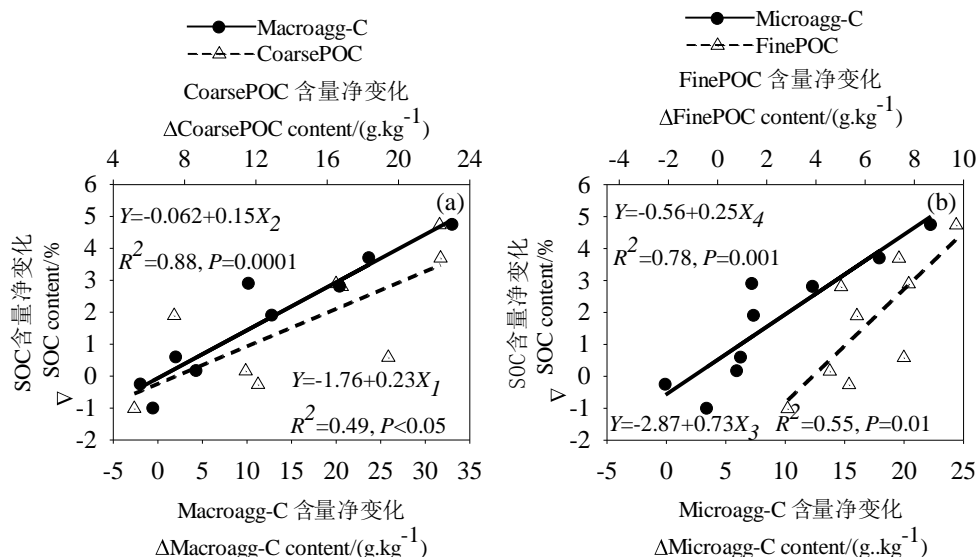 Macroagg-C
CoarsePOC
CoarsePOC 含量净变化
ΔCoarsePOC content/(g.kg⁻¹)
4 8 12 16 20 24
6
5
4
3
2
1
0
-1
-2
(a)
Y=-0.062+0.15X₂
R²=0.88, P=0.0001
Y=-1.76+0.23X₁
R²=0.49, P<0.05
SOC含量净变化
∇ SOC content/%
-5 0 5 10 15 20 25 30 35
Macroagg-C 含量净变化
ΔMacroagg-C content/(g.kg⁻¹)
Microagg-C
FinePOC
FinePOC 含量净变化
ΔFinePOC content/(g.kg⁻¹)
-4 -2 0 2 4 6 8 10
6
5
4
3
2
1
0
-1
-2
(b)
Y=-0.56+0.25X₄
R²=0.78, P=0.001
Y=-2.87+0.73X₃
R²=0.55, P=0.01
SOC含量净变化
∇ SOC content/%
-5 0 5 10 15 20 25
Microagg-C 含量净变化
ΔMicroagg-C content/(g..kg⁻¹)